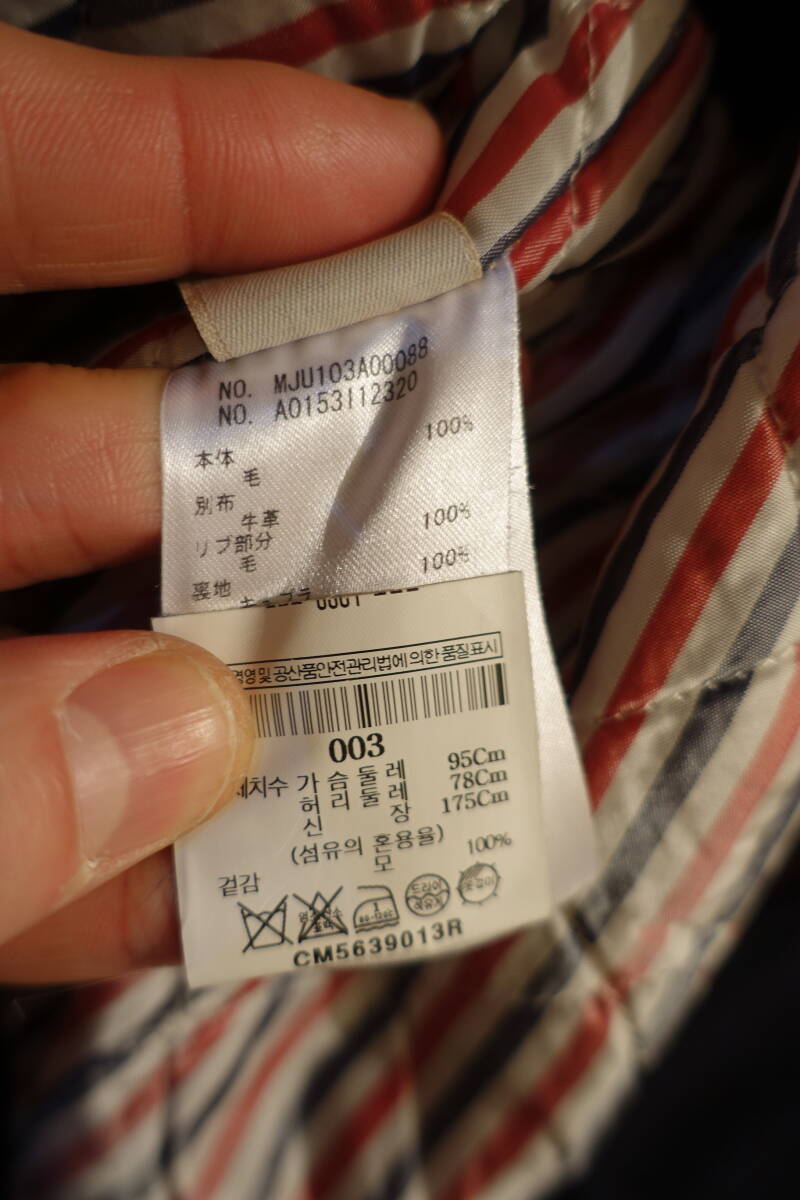 NO. MJU103A00088
NO. A0153112320
本体 100%
毛
別布
牛革 100%
リブ部分
毛 100%
裏地
공산품안전관리법에의한품질표시
003
가슴둘레 95Cm
허리둘레 78Cm
신장 175Cm
(섬유의 혼용율)
겉감 모 100%
드라이
CM5639013R